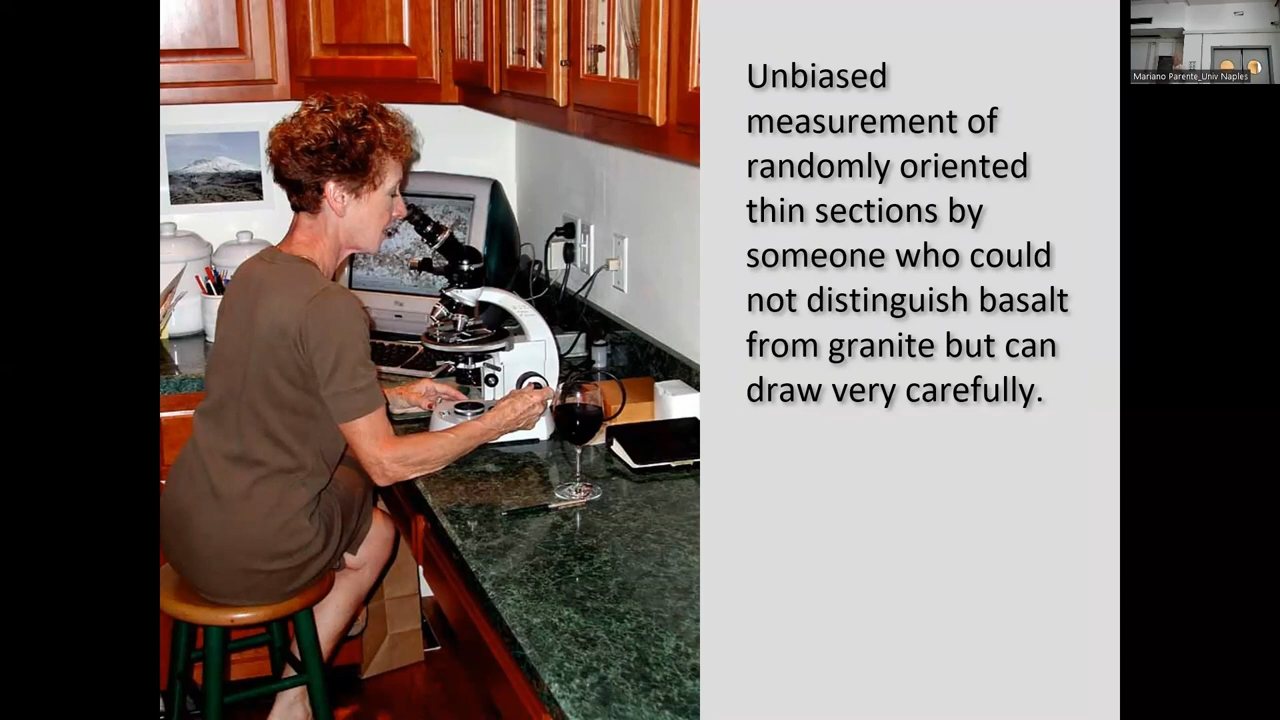 Unbiased
measurement of
randomly oriented
thin sections by
someone who could
not distinguish basalt
from granite but can
draw very carefully.
Mariano Parente_Univ Naples